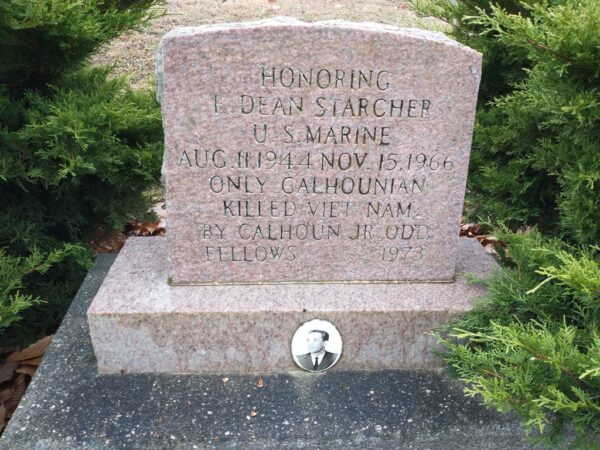 HONORING
L. DEAN STARCHER
U.S. MARINE
AUG. 11, 1944 NOV. 15, 1966
ONLY CALHOUNIAN
KILLED VIET NAM
BY CALHOUN JR. ODD
FELLOWS 1973